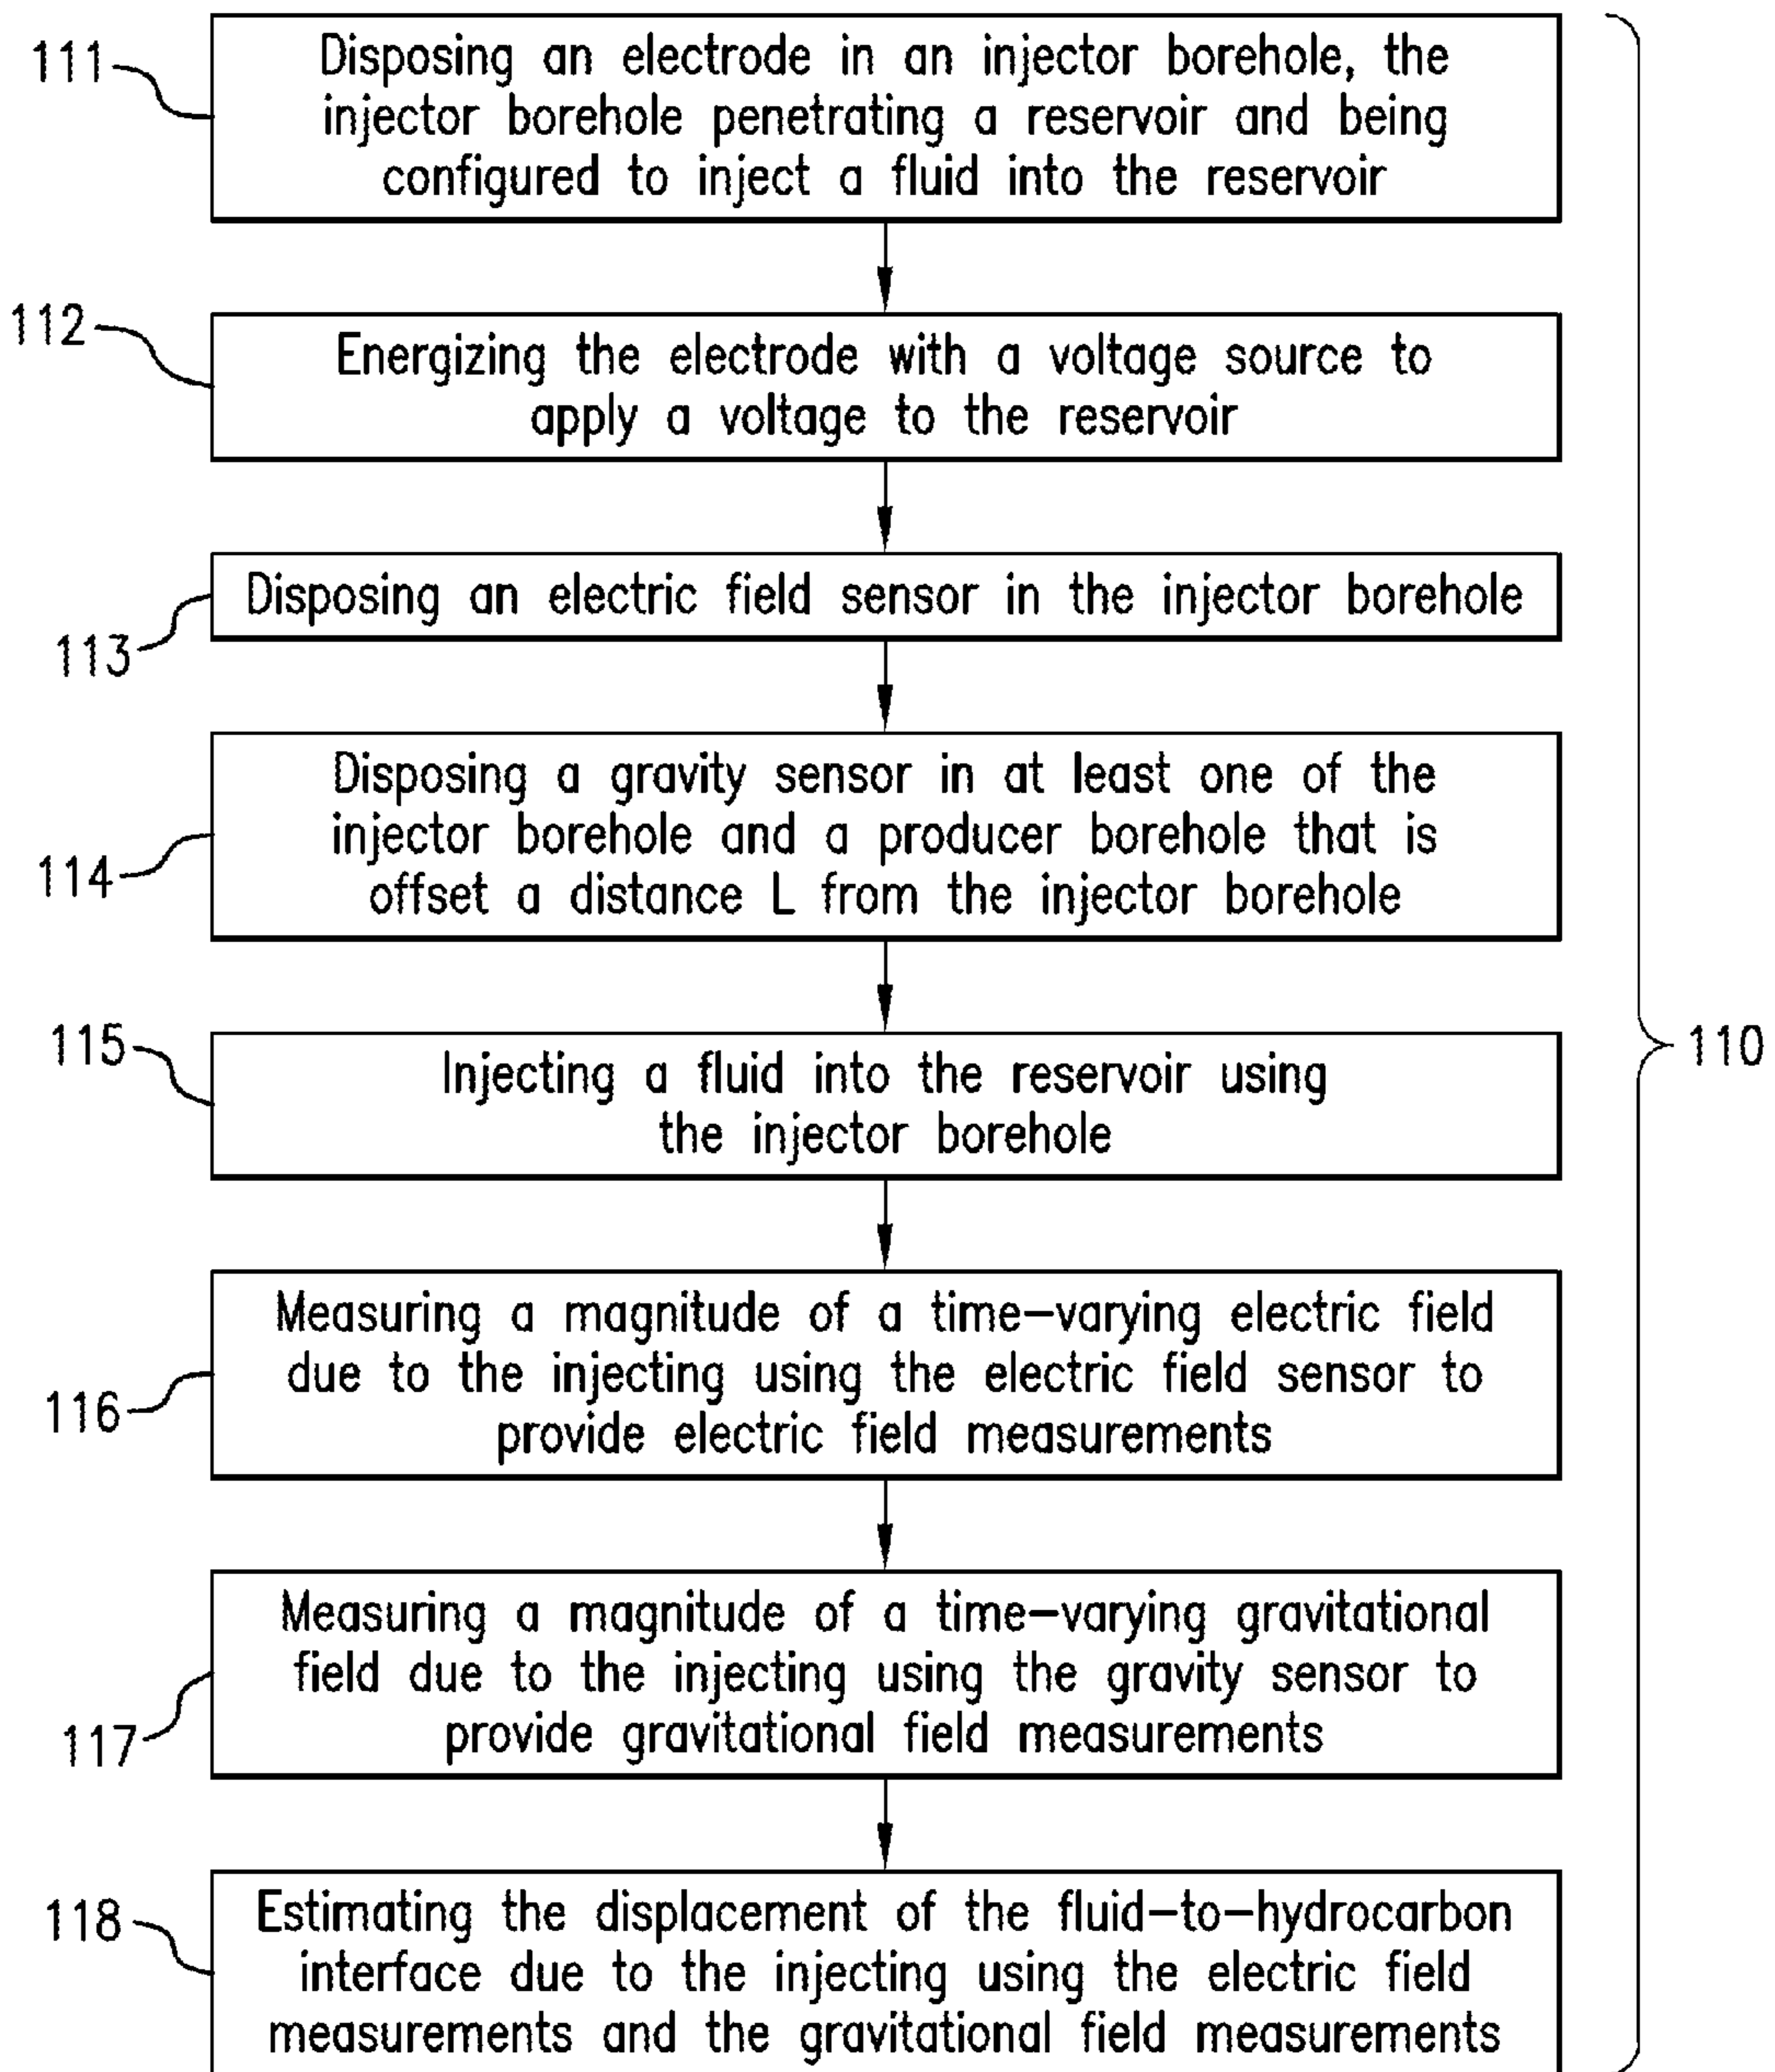 111
Disposing an electrode in an injector borehole, the
injector borehole penetrating a reservoir and being
configured to inject a fluid into the reservoir
112
Energizing the electrode with a voltage source to
apply a voltage to the reservoir
113
Disposing an electric field sensor in the injector borehole
114
Disposing a gravity sensor in at least one of the
injector borehole and a producer borehole that is
offset a distance L from the injector borehole
115
Injecting a fluid into the reservoir using
the injector borehole
110
116
Measuring a magnitude of a time-varying electric field
due to the injecting using the electric field sensor to
provide electric field measurements
117
Measuring a magnitude of a time-varying gravitational
field due to the injecting using the gravity sensor to
provide gravitational field measurements
118
Estimating the displacement of the fluid-to-hydrocarbon
interface due to the injecting using the electric field
measurements and the gravitational field measurements